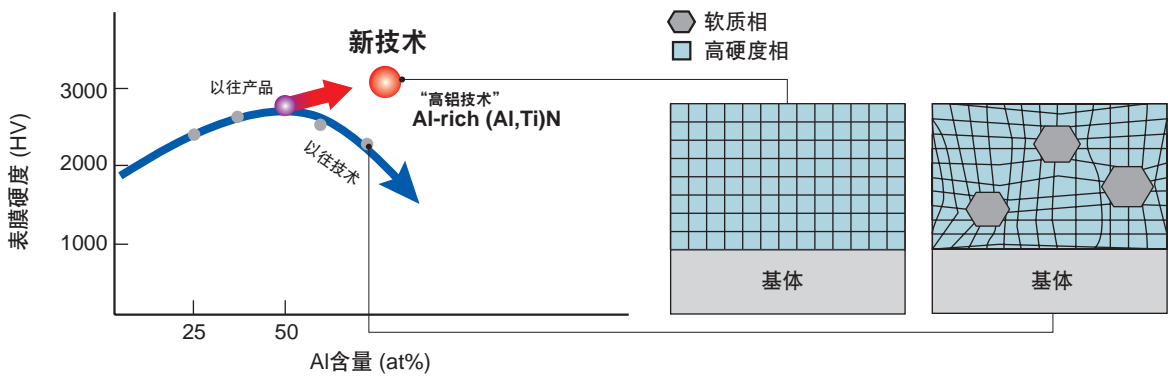 新技术
软质相
高硬度相
以往产品
“高铝技术”
Al-rich (Al,Ti)N
以往技术
表膜硬度 (HV)
3000
2000
1000
25
50
Al含量 (at%)
基体
基体